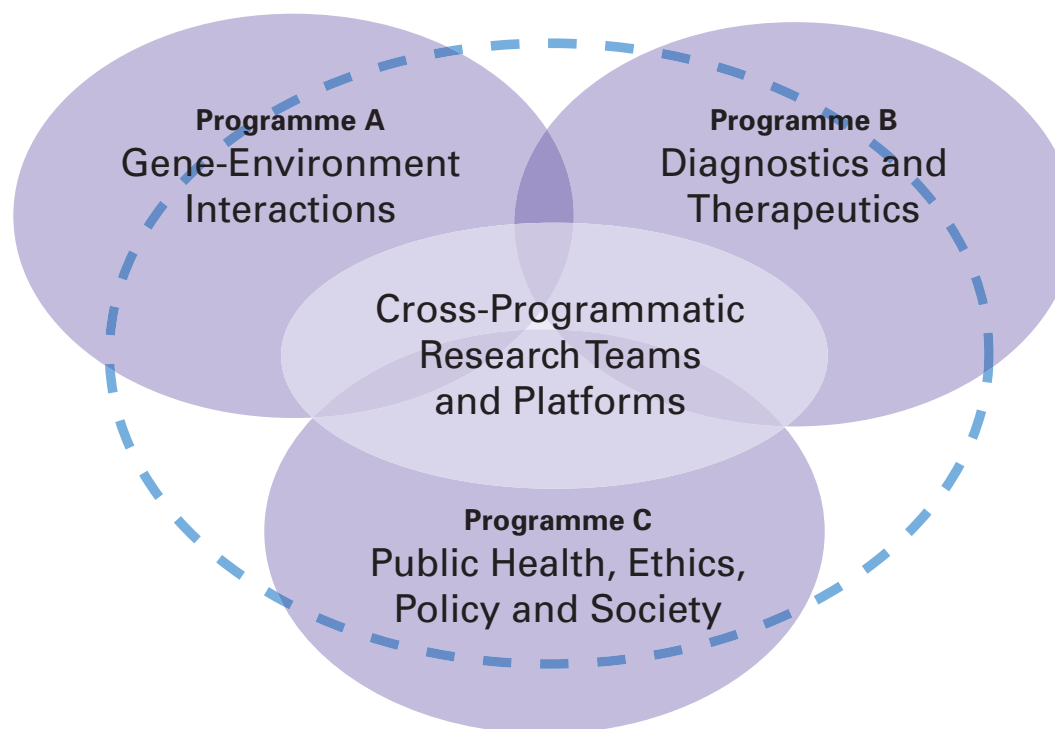 Programme A
Gene-Environment
Interactions
Programme B
Diagnostics and
Therapeutics
Cross-Programmatic
Research Teams
and Platforms
Programme C
Public Health, Ethics,
Policy and Society